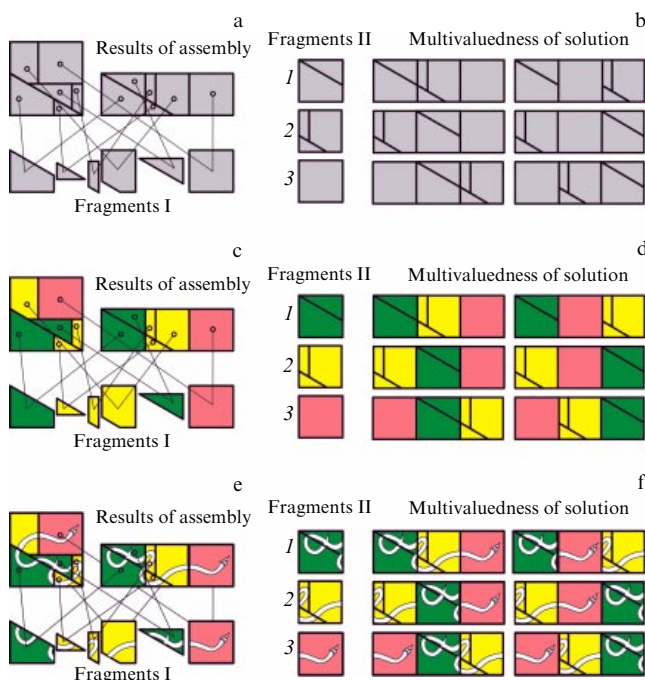 a
Results of assembly
Fragments I
b
Fragments II Multivaluedness of solution
1
2
3
c
Results of assembly
Fragments I
d
Fragments II Multivaluedness of solution
1
2
3
e
Results of assembly
Fragments I
f
Fragments II Multivaluedness of solution
1
2
3